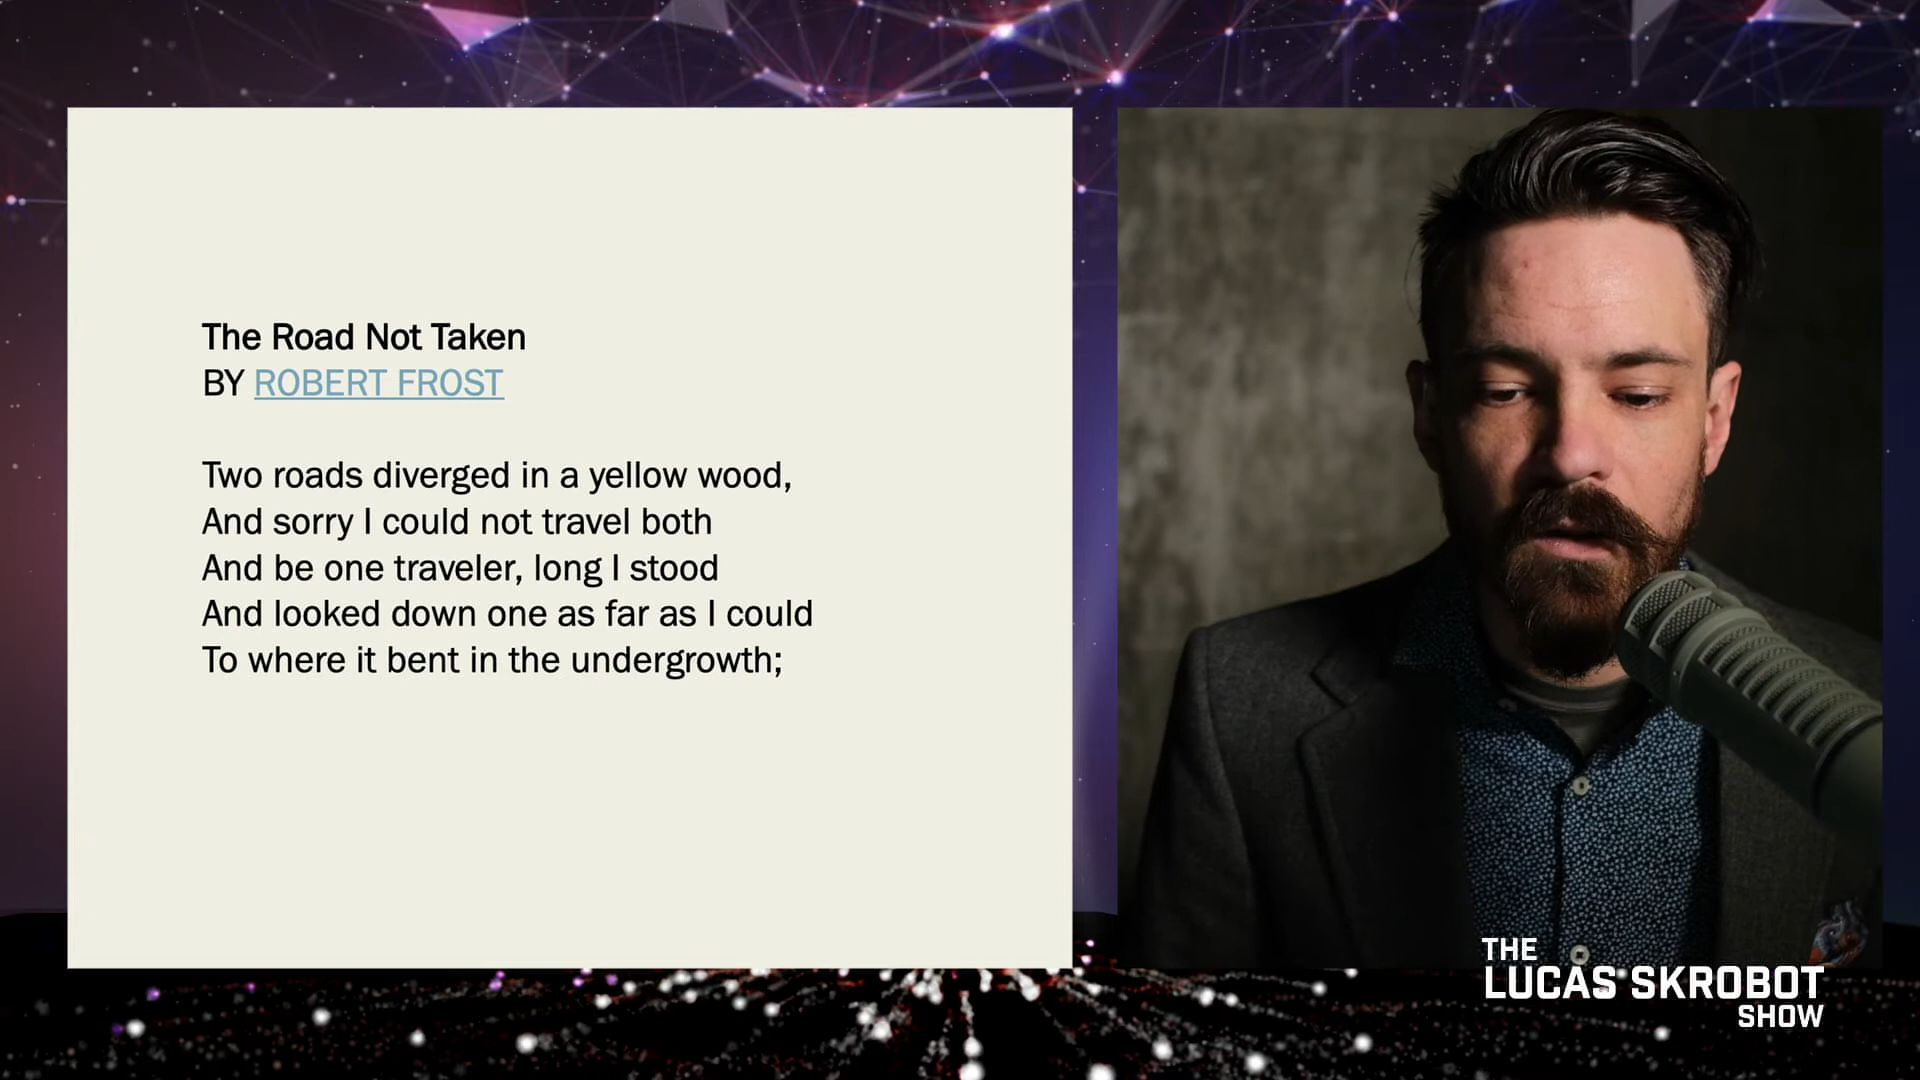 The Road Not Taken
BY ROBERT FROST
Two roads diverged in a yellow wood,
And sorry I could not travel both
And be one traveler, long I stood
And looked down one as far as I could
To where it bent in the undergrowth;
THE
LUCAS SKROBOT
SHOW